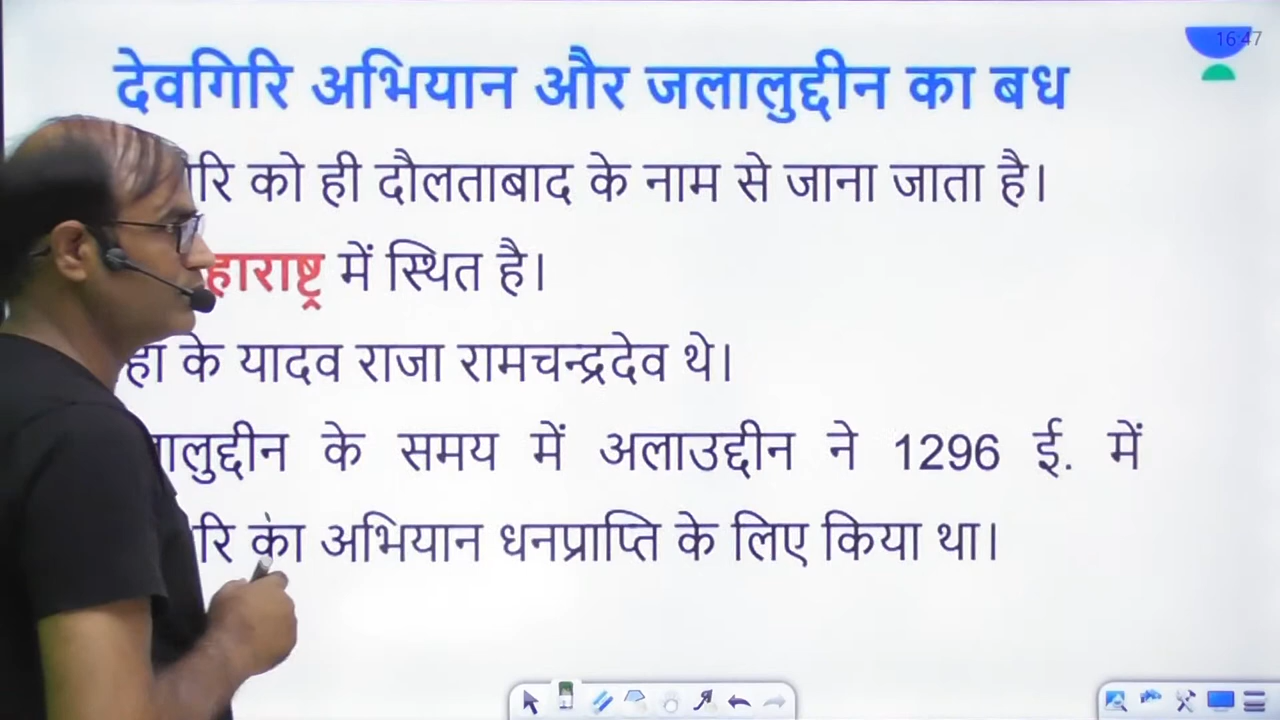 16:47
देवगिरि अभियान और जलालुद्दीन का बध
को ही दौलताबाद के नाम से जाना जाता है।
में स्थित है।
के यादव राजा रामचन्द्रदेव थे।
के समय में अलाउद्दीन ने 1296 ई. में
का अभियान धनप्राप्ति के लिए किया था।